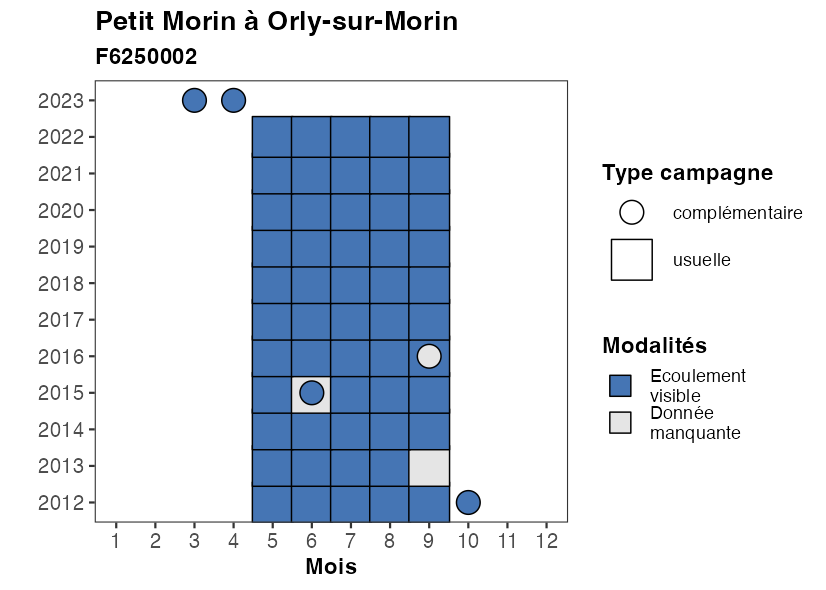 Petit Morin à Orly-sur-Morin
F6250002
2023
2022
2021
2020
2019
2018
2017
2016
2015
2014
2013
2012
1 2 3 4 5 6 7 8 9 10 11 12
Mois
Type campagne
complémentaire
usuelle
Modalités
Ecoulement
visible
Donnée
manquante